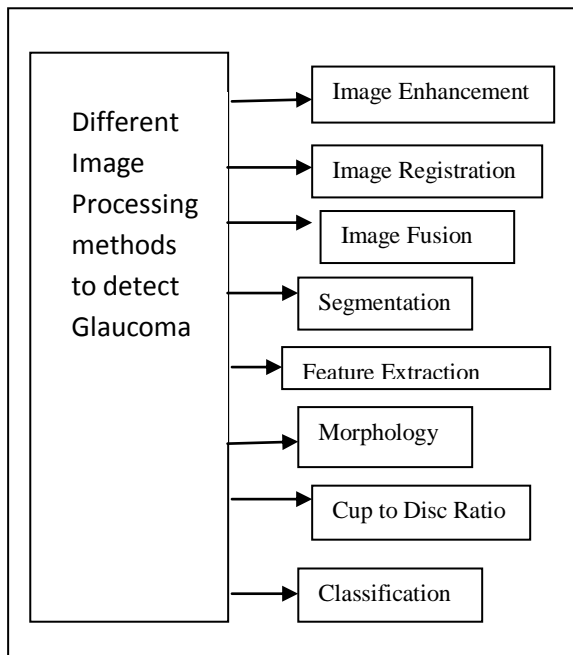 Different
Image
Processing
methods
to detect
Glaucoma
Image Enhancement
Image Registration
Image Fusion
Segmentation
Feature Extraction
Morphology
Cup to Disc Ratio
Classification